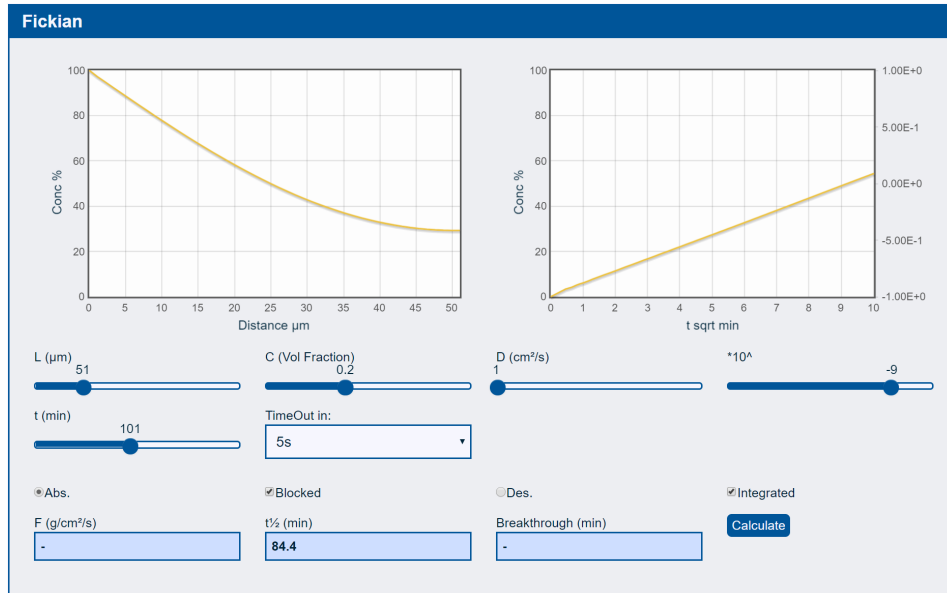 Fickian
100
80
60
40
20
0
Conc %
0 5 10 15 20 25 30 35 40 45 50
Distance µm
100
80
60
40
20
0
Conc %
1.00E+0
5.00E-1
0.00E+0
-5.00E-1
-1.00E+0
0 1 2 3 4 5 6 7 8 9 10
t sqrt min
L (µm) C (Vol Fraction) D (cm²/s) *10^
51 0.2 1 -9
t (min) TimeOut in:
101 5s
Abs. Blocked Des. Integrated
F (g/cm²/s) t½ (min) Breakthrough (min) Calculate
- 84.4 -